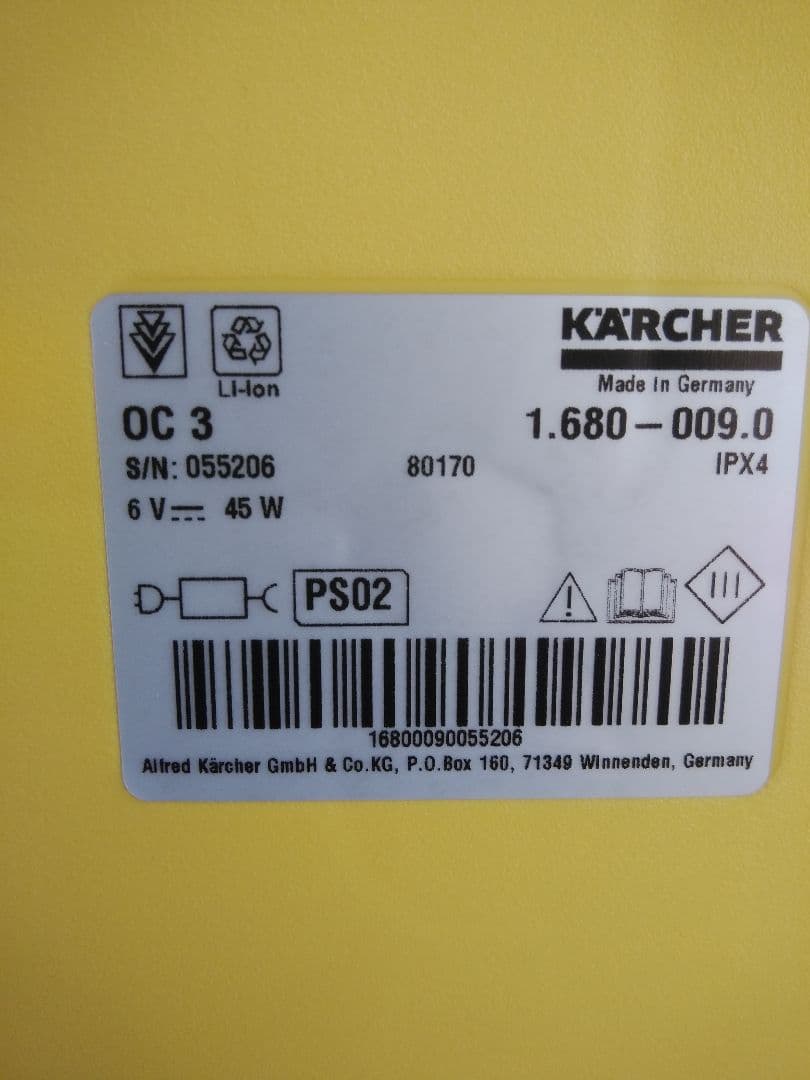 KÄRCHER
Li-Ion
Made in Germany
OC 3 1.680-009.0
S/N: 055206 80170 IPX4
6 V 45 W
PS02
16800090055206
Alfred Kärcher GmbH & Co.KG, P.O.Box 160, 71349 Winnenden, Germany